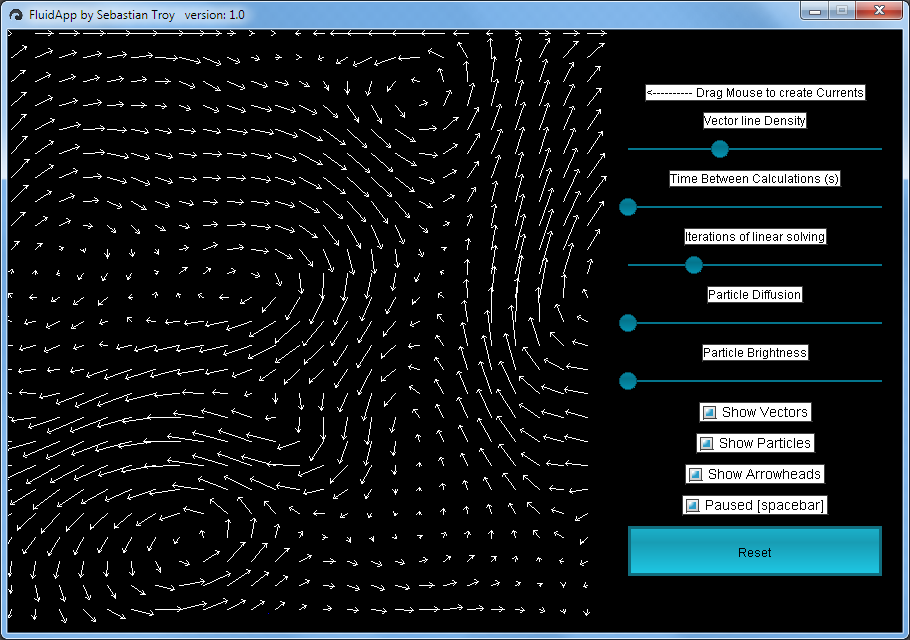 FluidApp by Sebastian Troy   version: 1.0
<---------- Drag Mouse to create Currents
Vector line Density
Time Between Calculations (s)
Iterations of linear solving
Particle Diffusion
Particle Brightness
Show Vectors
Show Particles
Show Arrowheads
Paused [spacebar]
Reset